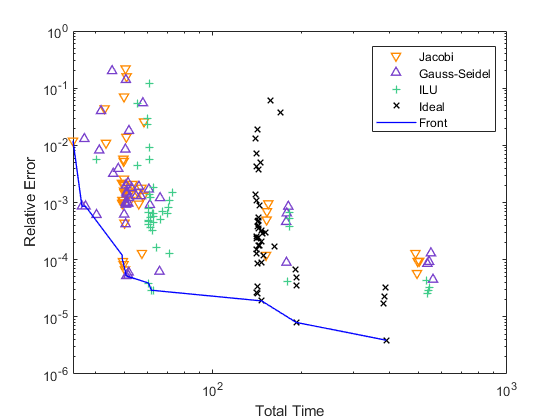 10^0
10^-1
10^-2
10^-3
10^-4
10^-5
10^-6
Relative Error
Jacobi
Gauss-Seidel
ILU
Ideal
Front
10^2
10^3
Total Time